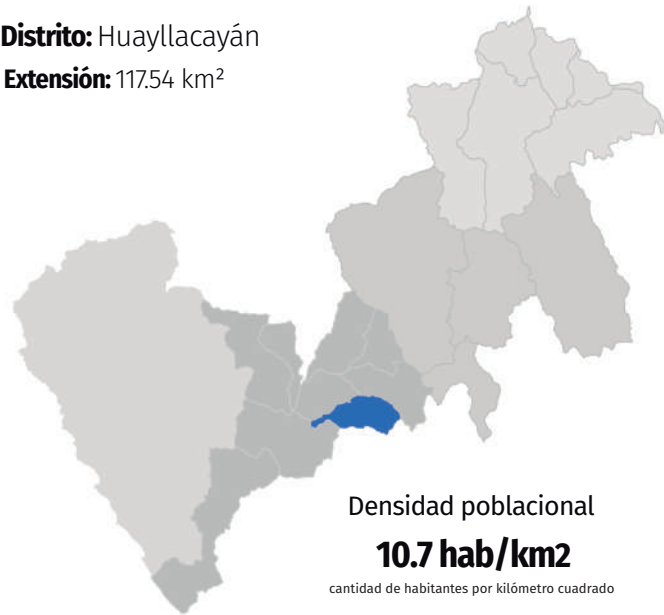 Distrito: Huayllacayán
Extensión: 117.54 km²
Densidad poblacional
10.7 hab/km2
cantidad de habitantes por kilómetro cuadrado